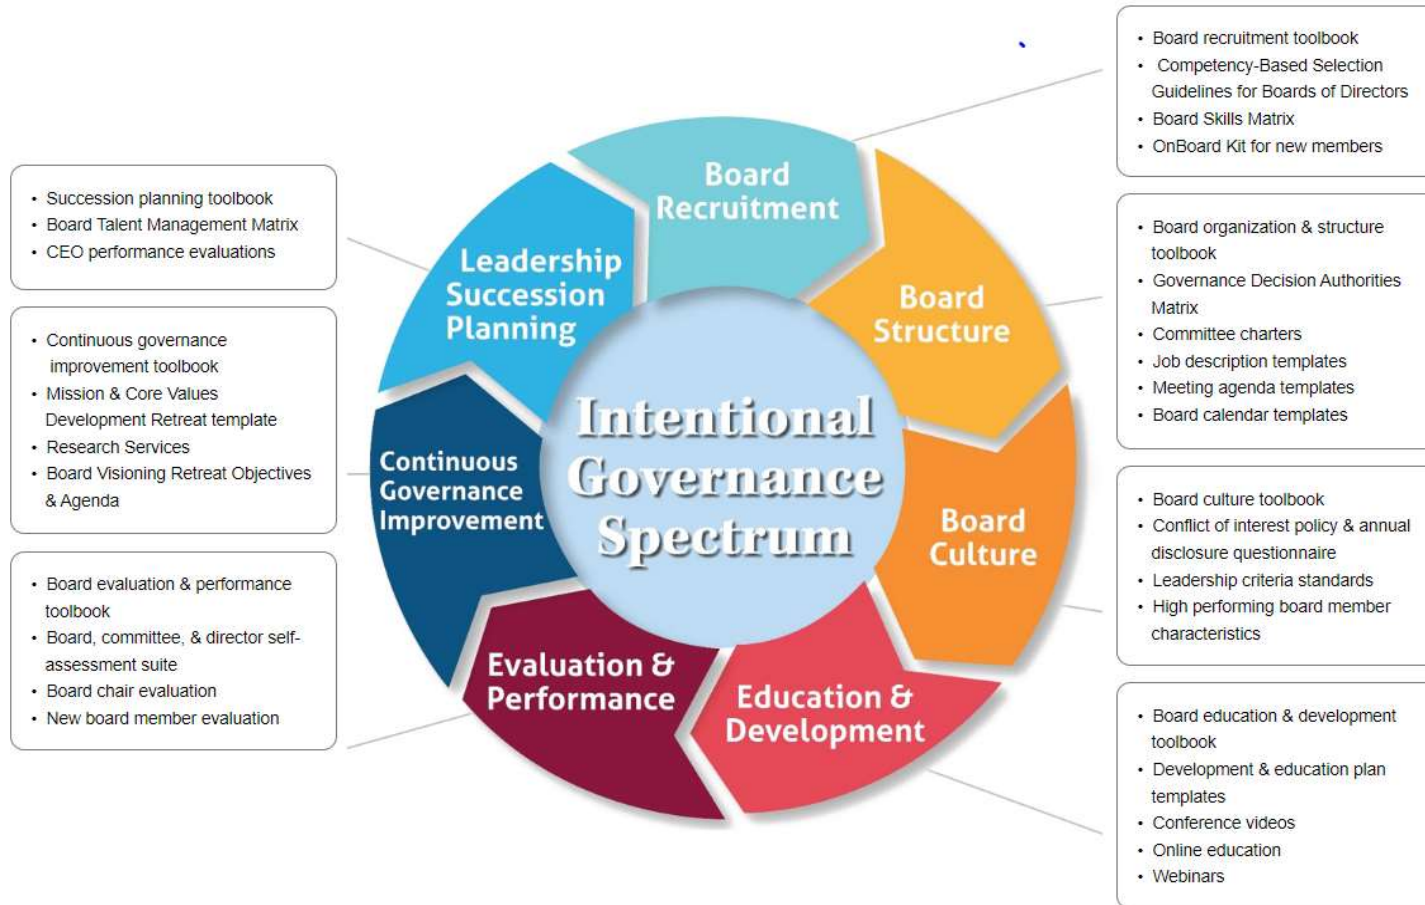 Board
Recruitment
Board
Structure
Board
Culture
Education &
Development
Evaluation &
Performance
Continuous
Governance
Improvement
Leadership
Succession
Planning
Intentional
Governance
Spectrum
• Board recruitment toolbook
• Competency-Based Selection
Guidelines for Boards of Directors
• Board Skills Matrix
• OnBoard Kit for new members
• Board organization & structure
toolbook
• Governance Decision Authorities
Matrix
• Committee charters
• Job description templates
• Meeting agenda templates
• Board calendar templates
• Board culture toolbook
• Conflict of interest policy & annual
disclosure questionnaire
• Leadership criteria standards
• High performing board member
characteristics
• Board education & development
toolbook
• Development & education plan
templates
• Conference videos
• Online education
• Webinars
• Board evaluation & performance
toolbook
• Board, committee, & director self-
assessment suite
• Board chair evaluation
• New board member evaluation
• Continuous governance
improvement toolbook
• Mission & Core Values
Development Retreat template
• Research Services
• Board Visioning Retreat Objectives
& Agenda
• Succession planning toolbook
• Board Talent Management Matrix
• CEO performance evaluations